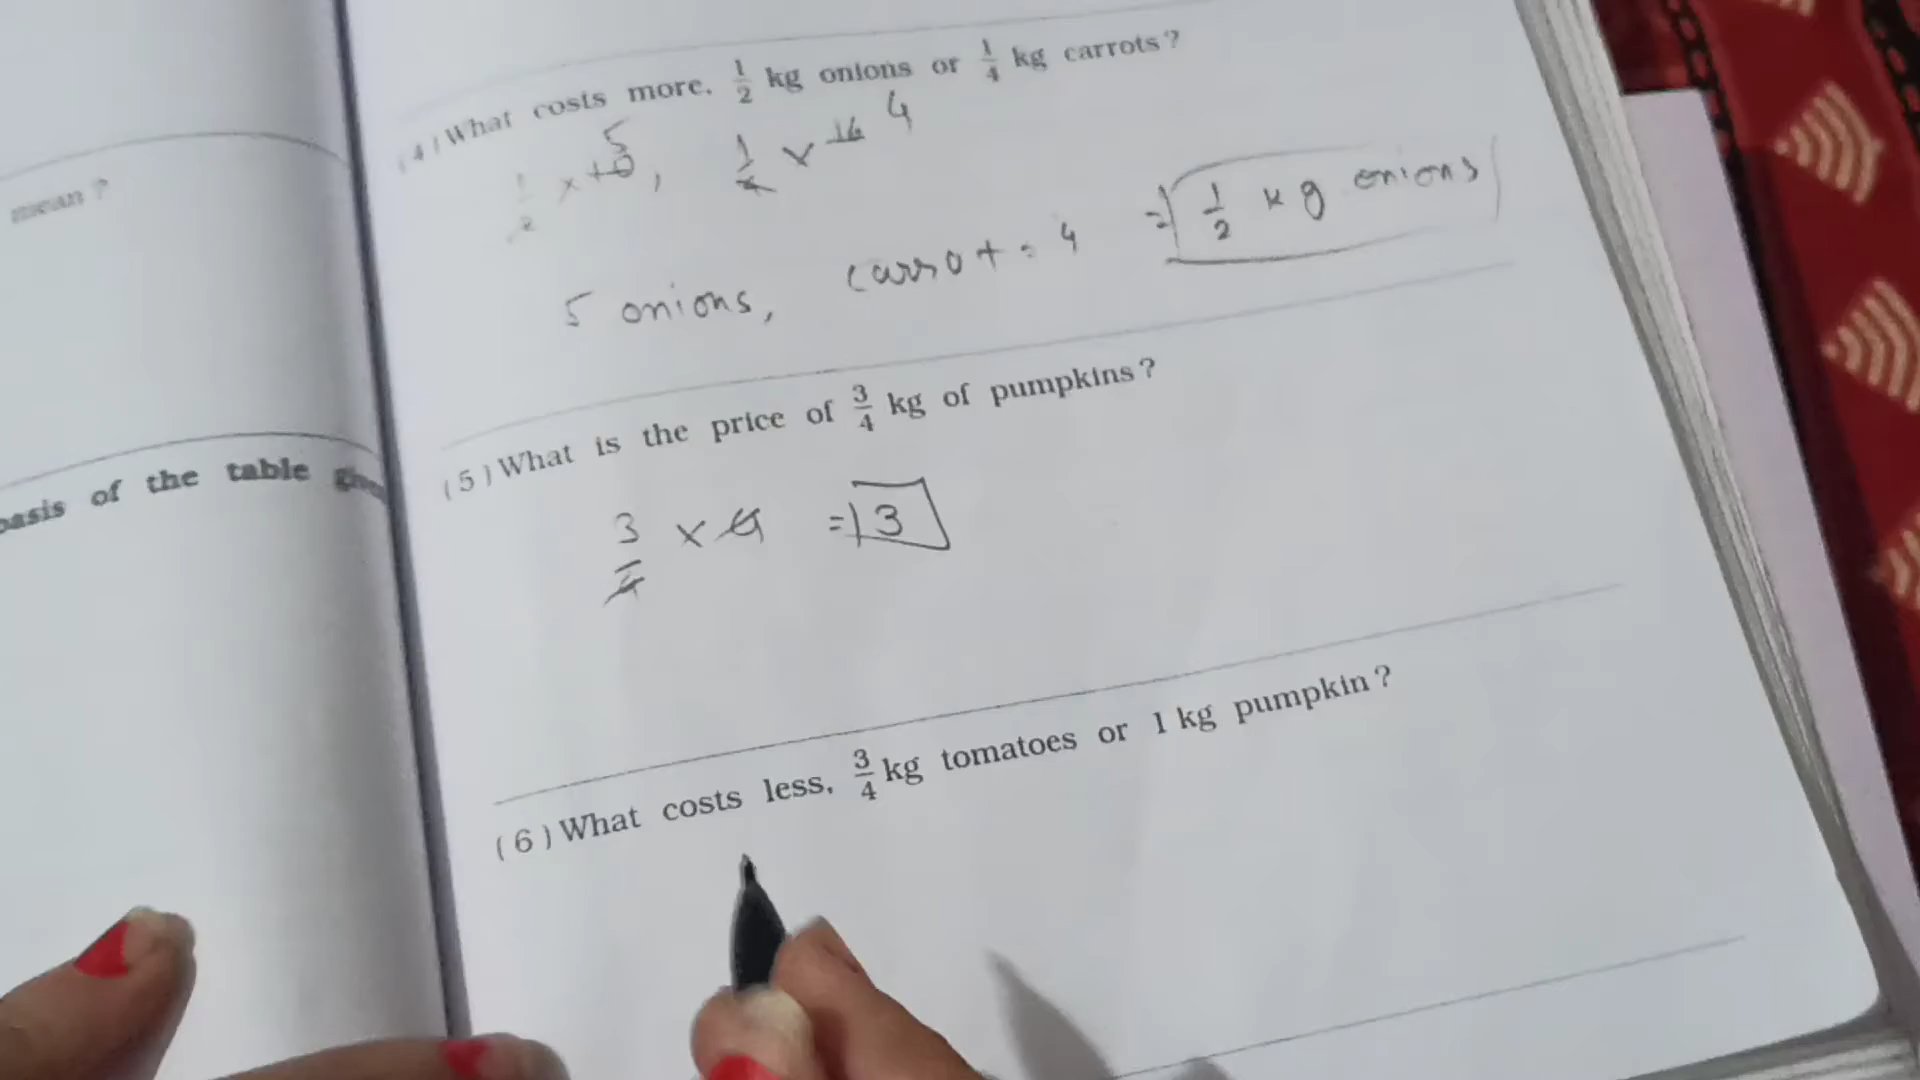 mean ?
basis of the table
(4) What costs more, 1/2 kg onions or 1/4 kg carrots ?
1/2 × 10 5, 1/4 × 16 4
5 onions, carrot = 4 = 1/2 kg onions
(5) What is the price of 3/4 kg of pumpkins ?
3/4 × 4 = 3
(6) What costs less, 3/4 kg tomatoes or 1 kg pumpkin ?